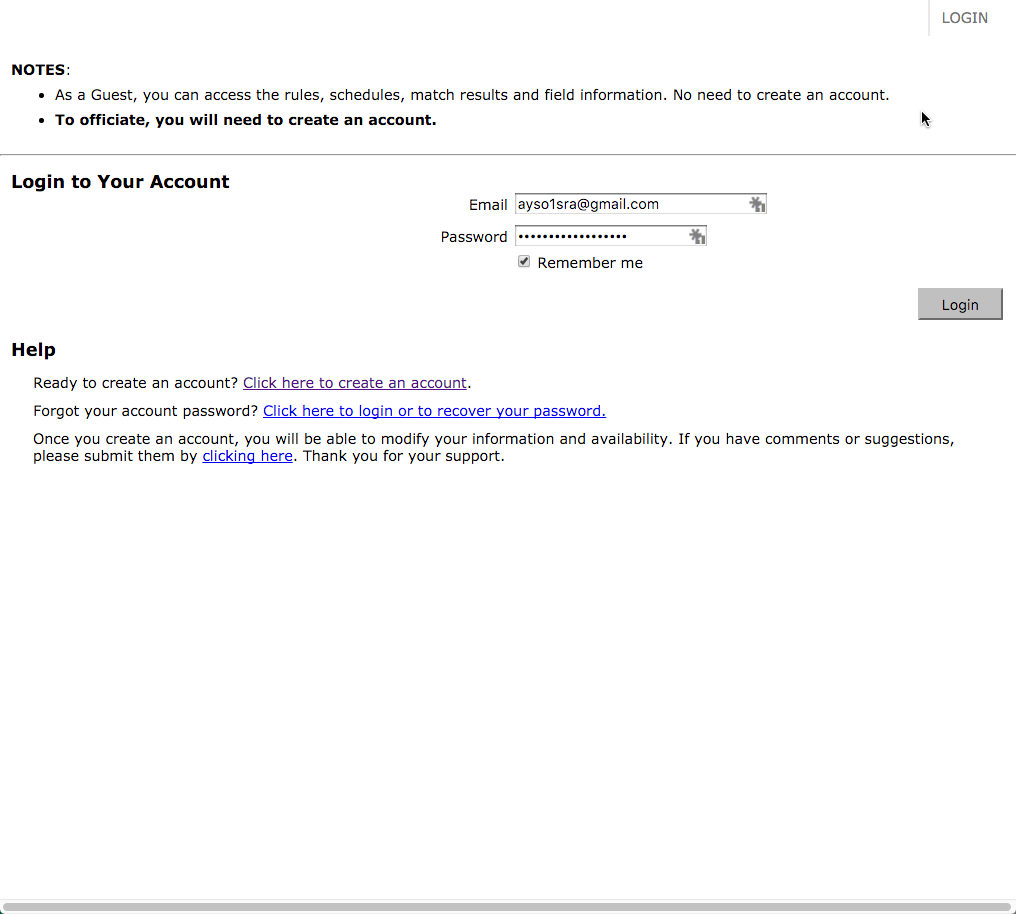 LOGIN
NOTES:
• As a Guest, you can access the rules, schedules, match results and field information. No need to create an account.
• To officiate, you will need to create an account.
Login to Your Account
Email ayso1sra@gmail.com
Password ••••••••••••••••••
Remember me
Login
Help
Ready to create an account? Click here to create an account.
Forgot your account password? Click here to login or to recover your password.
Once you create an account, you will be able to modify your information and availability. If you have comments or suggestions,
please submit them by clicking here. Thank you for your support.